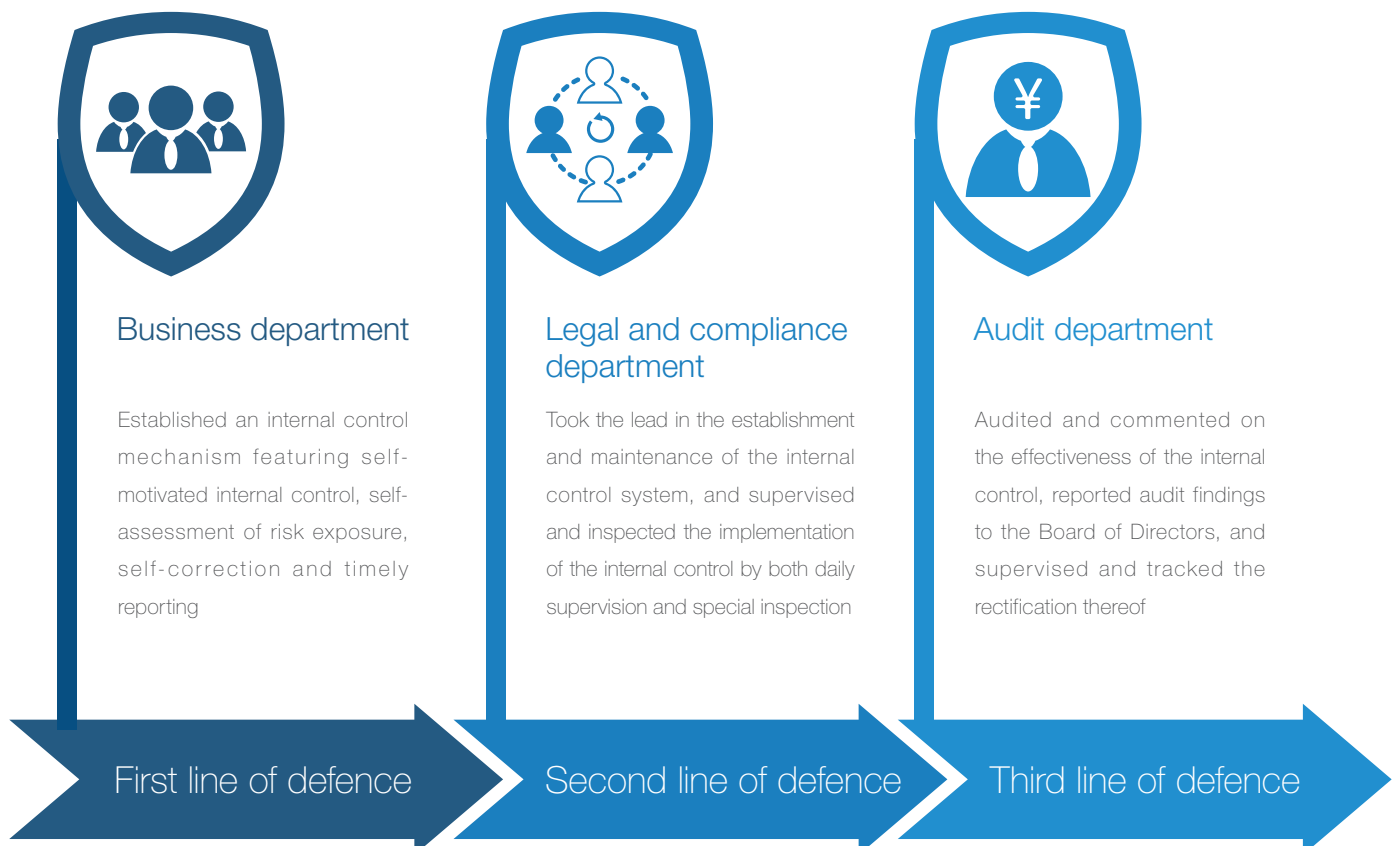 ¥
Business department
Established an internal control
mechanism featuring self-
motivated internal control, self-
assessment of risk exposure,
self-correction and timely
reporting
First line of defence
Legal and compliance
department
Took the lead in the establishment
and maintenance of the internal
control system, and supervised
and inspected the implementation
of the internal control by both daily
supervision and special inspection
Second line of defence
Audit department
Audited and commented on
the effectiveness of the internal
control, reported audit findings
to the Board of Directors, and
supervised and tracked the
rectification thereof
Third line of defence